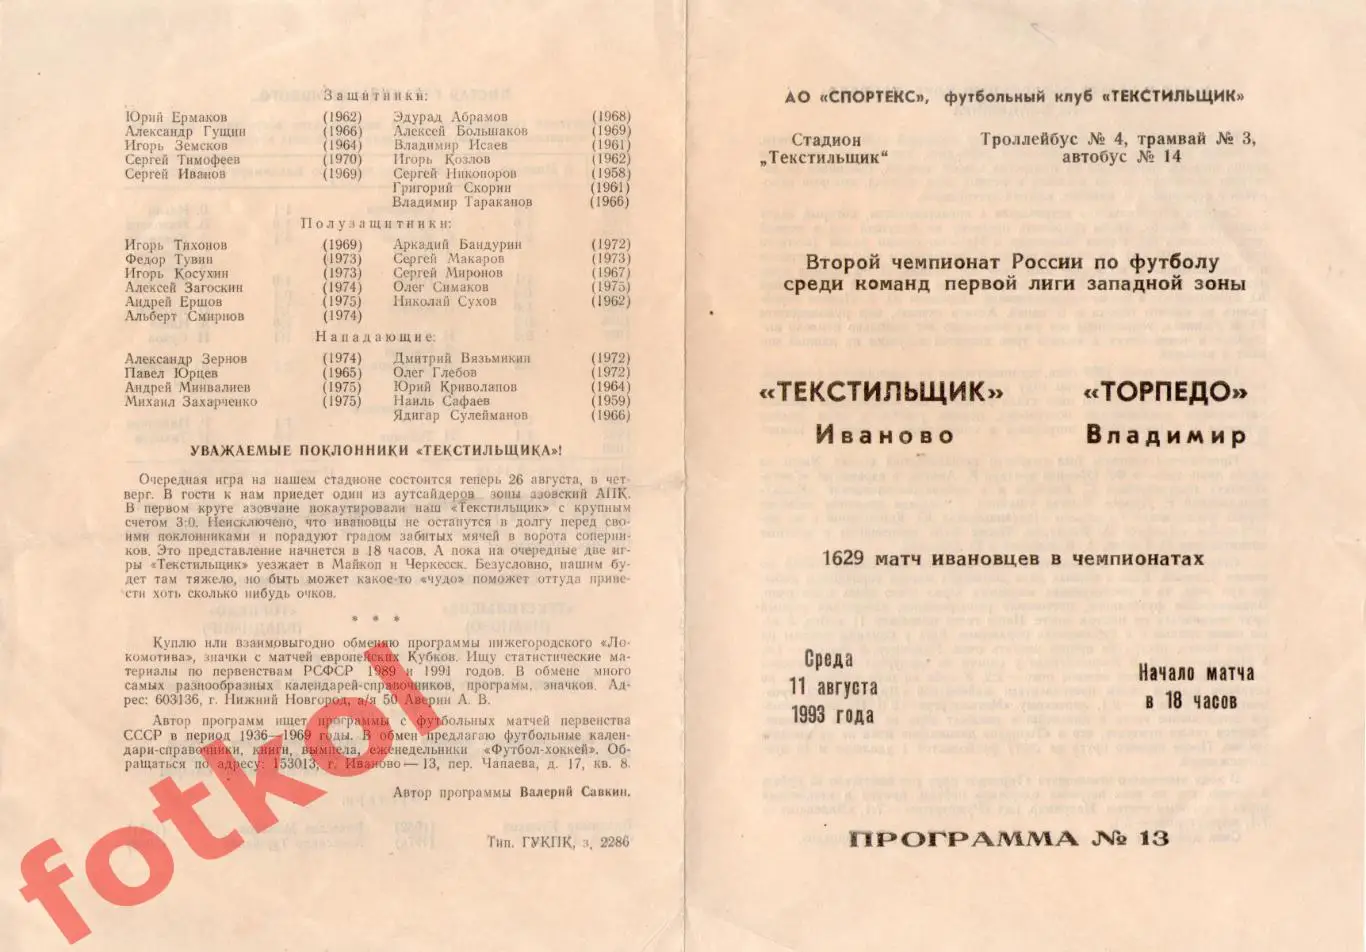 Защитники:
Юрий Ермаков (1962) Эдурад Абрамов (1968)
Александр Гущин (1966) Алексей Большаков (1969)
Игорь Земсков (1964) Владимир Исаев (1961)
Сергей Тимофеев (1970) Игорь Козлов (1962)
Сергей Иванов (1969) Сергей Никопоров (1958)
Григорий Скорин (1961)
Владимир Тараканов (1966)
Полузащитники:
Игорь Тихонов (1969) Аркадий Бандурин (1972)
Федор Тувин (1973) Сергей Макаров (1973)
Игорь Косухин (1973) Сергей Миронов (1967)
Алексей Загоскин (1974) Олег Симаков (1975)
Андрей Ершов (1975) Николай Сухов (1962)
Альберт Смирнов (1974)
Нападающие:
Александр Зернов (1974) Дмитрий Вязьмикин (1972)
Павел Юрцев (1965) Олег Глебов (1972)
Андрей Минвалиев (1975) Юрий Криволапов (1964)
Михаил Захарченко (1975) Наиль Сафаев (1959)
Ядигар Сулейманов (1966)
УВАЖАЕМЫЕ ПОКЛОННИКИ «ТЕКСТИЛЬЩИКА»!
Очередная игра на нашем стадионе состоится теперь 26 августа, в чет-
верг. В гости к нам приедет один из аутсайдеров зоны азовский АПК.
В первом круге азовчане нокаутировали наш «Текстильщик» с крупным
счетом 3:0. Неисключено, что ивановцы не останутся в долгу перед сво-
ими поклонниками и порадуют градом забитых мячей в ворота соперни-
ков. Это представление начнется в 18 часов. А пока на очередные две иг-
ры «Текстильщик» уезжает в Майкоп и Черкесск. Безусловно, нашим бу-
дет там тяжело, но быть может какое-то «чудо» поможет оттуда приве-
сти хоть сколько нибудь очков.
* * *
Куплю или взаимовыгодно обменяю программы нижегородского «Ло-
комотива», значки с матчей европейских Кубков. Ищу статистические ма-
териалы по первенствам РСФСР 1989 и 1991 годов. В обмене много
самых разнообразных календарей-справочников, программ, значков. Ад-
рес: 603136, г. Нижний Новгород, а/я 50 Аверин А. В.
Автор программ ищет программы с футбольных матчей первенства
СССР в период 1936—1969 годы. В обмен предлагаю футбольные кален-
дари-справочники, книги, вымпела, еженедельники «Футбол-хоккей». Об-
ращаться по адресу: 153013, г. Иваново—13, пер. Чапаева, д. 17, кв. 8.
Автор программы Валерий Савкин.
Тип. ГУКПК, з. 2286
АО «СПОРТЕКС», футбольный клуб «ТЕКСТИЛЬЩИК»
Стадион
„Текстильщик“
Троллейбус № 4, трамвай № 3,
автобус № 14
Второй чемпионат России по футболу
среди команд первой лиги западной зоны
«ТЕКСТИЛЬЩИК» «ТОРПЕДО»
Иваново Владимир
1629 матч ивановцев в чемпионатах
Среда
11 августа
1993 года
Начало матча
в 18 часов
ПРОГРАММА № 13
fotkol